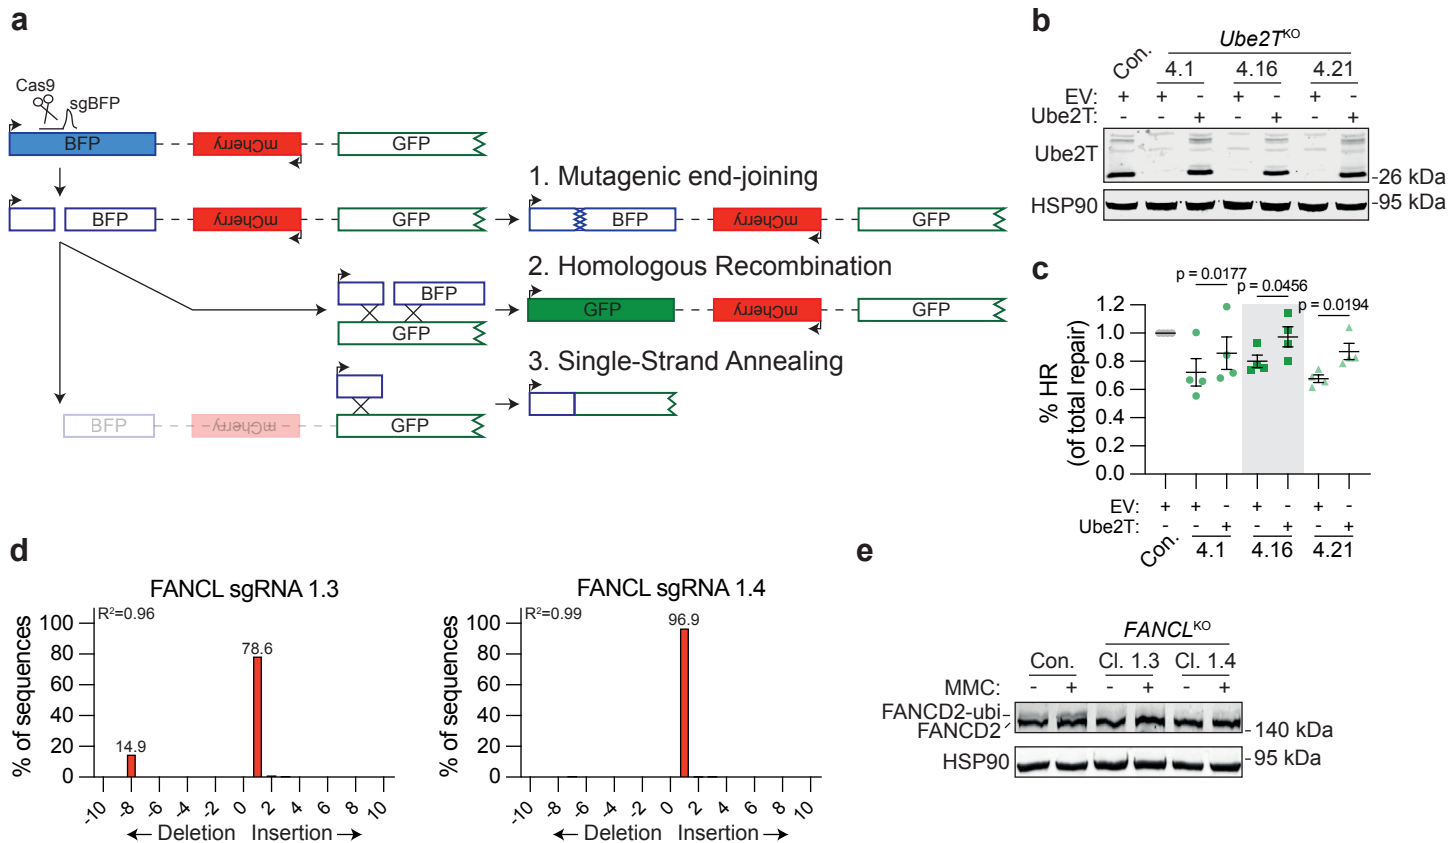 a
Cas9
sgBFP
BFP
mCherry
GFP
BFP
mCherry
GFP
1. Mutagenic end-joining
BFP
mCherry
GFP
2. Homologous Recombination
BFP
GFP
GFP
mCherry
GFP
3. Single-Strand Annealing
BFP
mCherry
GFP
b
Ube2TKO
Con.
4.1 4.16 4.21
EV: + + - + - + -
Ube2T: - - + - + - +
Ube2T
-26 kDa
HSP90
-95 kDa
c
p = 0.0177
p = 0.0456
p = 0.0194
% HR
(of total repair)
1.2
1.0
0.8
0.6
0.4
0.2
0.0
EV: + + - + - + -
Ube2T: - - + - + - +
Con. 4.1 4.16 4.21
d
FANCL sgRNA 1.3
R²=0.96
% of sequences
100
80
60
40
20
0
14.9
78.6
-10 -8 -6 -4 -2 0 2 4 6 8 10
Deletion Insertion
FANCL sgRNA 1.4
R²=0.99
% of sequences
100
80
60
40
20
0
96.9
-10 -8 -6 -4 -2 0 2 4 6 8 10
Deletion Insertion
e
FANCLKO
Con. Cl. 1.3 Cl. 1.4
MMC: - + - + - +
FANCD2-ubi
FANCD2
- 140 kDa
HSP90
-95 kDa